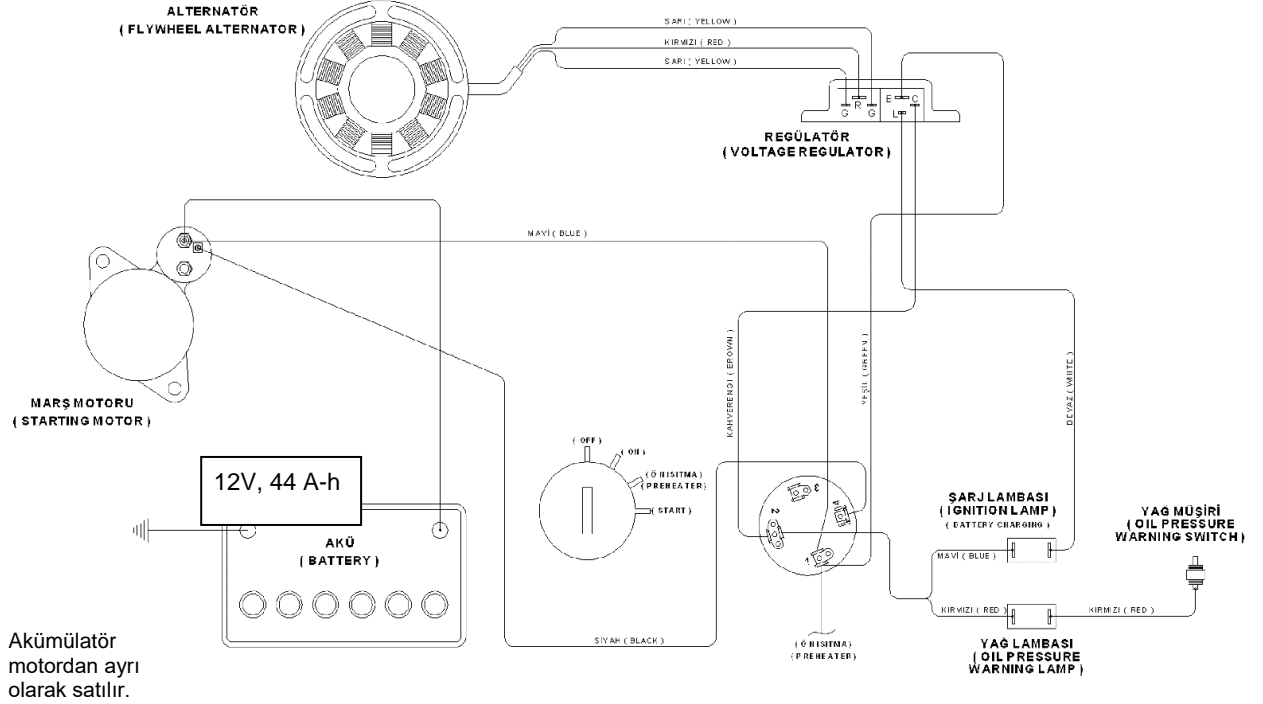 ALTERNATÖR
( FLYWHEEL ALTERNATOR )
SARI ( YELLOW )
KIRMIZI ( RED )
SARI ( YELLOW )
G
R
G
E
C
L
REGÜLATÖR
( VOLTAGE REGULATOR )
MAVİ ( BLUE )
MARŞ MOTORU
( STARTING MOTOR )
KAHVERENGI ( BROWN )
YEŞİL ( GREEN )
BEYAZ ( WHITE )
12V, 44 A-h
AKÜ
( BATTERY )
( OFF )
( ON )
( Ö N ISITMA )
( PREHEATER )
( START )
3
2
4
1
ŞARJ LAMBASI
( IGNITION LAMP )
( BATTERY CHARGING )
YAĞ MÜŞİRİ
( OIL PRESSURE
WARNING SWITCH )
MAVİ ( BLUE )
KIRMIZI ( RED )
KIRMIZI ( RED )
YAĞ LAMBASI
( OIL PRESSURE
WARNING LAMP )
SİYAH ( BLACK )
( Ö N ISITMA )
( PREHEATER )
Akümülatör
motordan ayrı
olarak satılır.